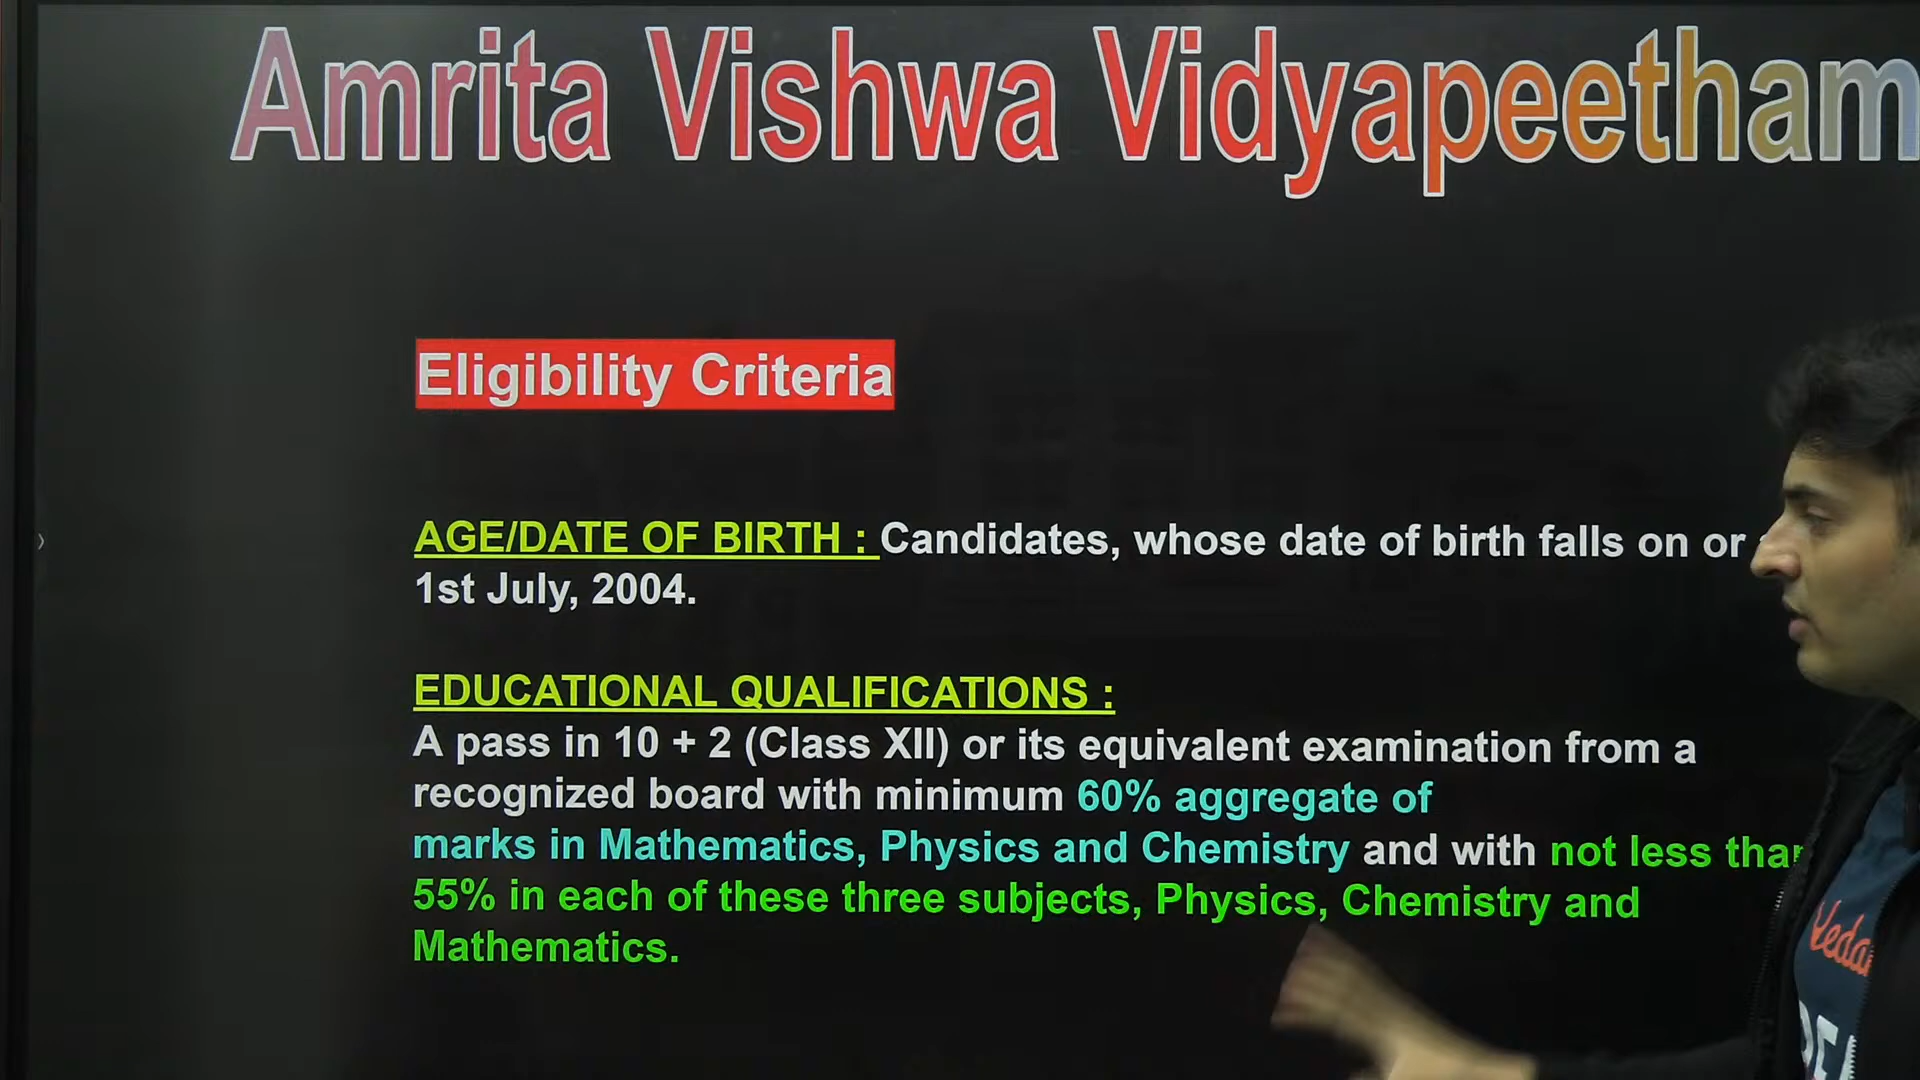 Amrita Vishwa Vidyapeetham
Eligibility Criteria
AGE/DATE OF BIRTH : Candidates, whose date of birth falls on or
1st July, 2004.
EDUCATIONAL QUALIFICATIONS :
A pass in 10 + 2 (Class XII) or its equivalent examination from a
recognized board with minimum 60% aggregate of
marks in Mathematics, Physics and Chemistry and with not less than
55% in each of these three subjects, Physics, Chemistry and
Mathematics.